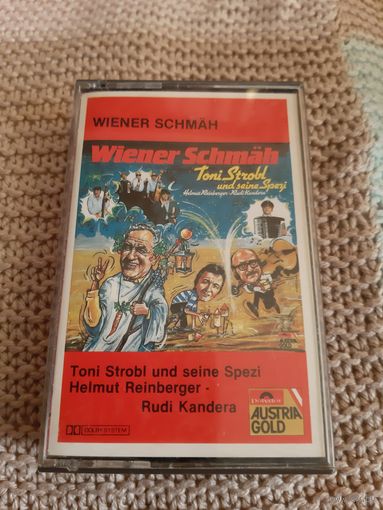 WIENER SCHMÄH
Wiener Schmäh
Toni Strobl
und seine Spezi
Helmut Reinberger - Rudi Kandera
Toni Strobl und seine Spezi
Helmut Reinberger -
Rudi Kandera
DOLBY SYSTEM
Polydor
AUSTRIA
GOLD